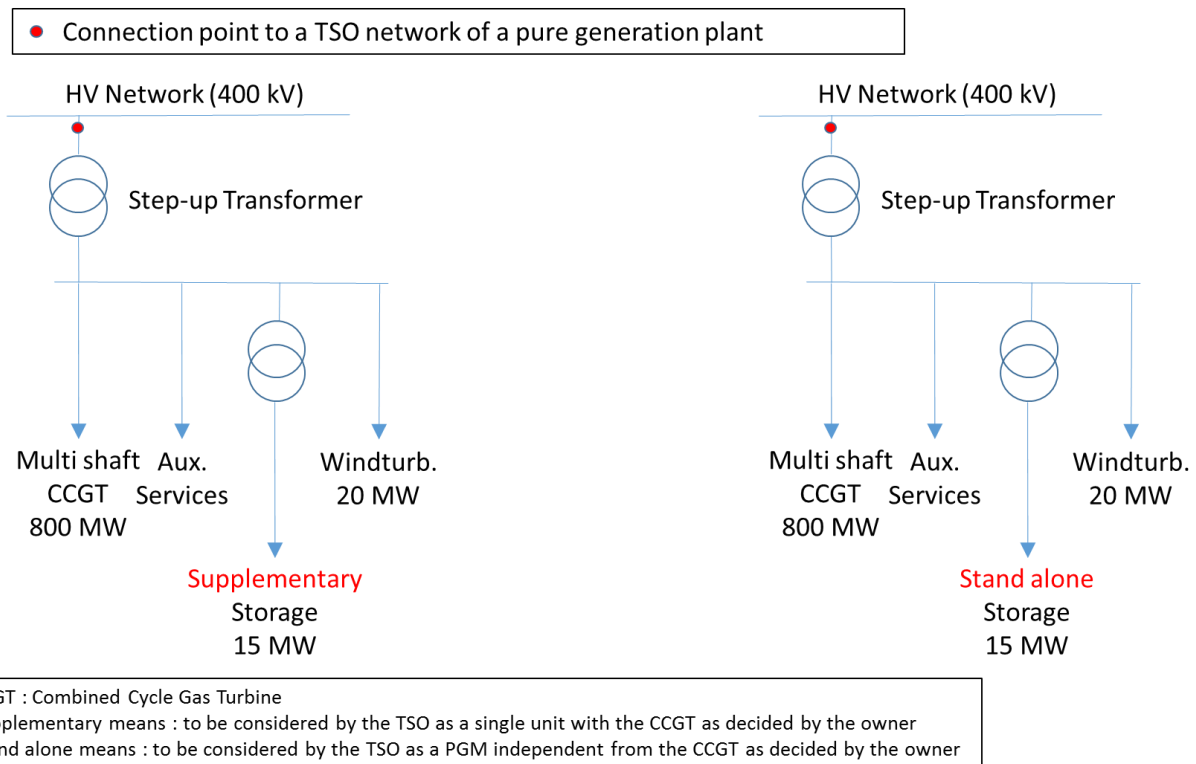 Connection point to a TSO network of a pure generation plant
HV Network (400 kV)
Step-up Transformer
Multi shaft
CCGT
800 MW
Aux.
Services
Windturb.
20 MW
Supplementary
Storage
15 MW
HV Network (400 kV)
Step-up Transformer
Multi shaft
CCGT
800 MW
Aux.
Services
Windturb.
20 MW
Stand alone
Storage
15 MW
GT : Combined Cycle Gas Turbine
pplementary means : to be considered by the TSO as a single unit with the CCGT as decided by the owner
nd alone means : to be considered by the TSO as a PGM independent from the CCGT as decided by the owner